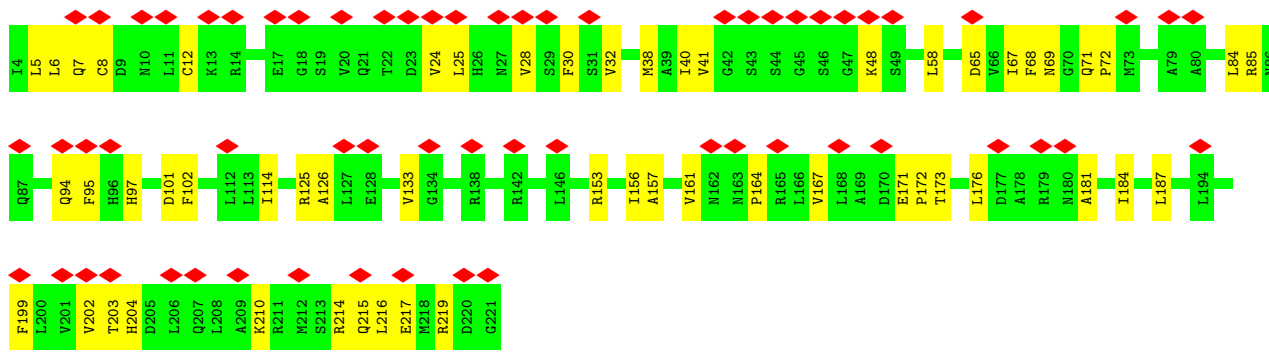 I4 L5 L6 Q7 C8 D9 N10 L11 C12 K13 R14 E17 G18 S19 V20 Q21 T22 D23 V24 L25 H26 N27 V28 S29 F30 S31 V32 M38 A39 I40 V41 G42 S43 S44 G45 S46 G47 K48 S49 L58 D65 V66 I67 F68 N69 G70 Q71 P72 M73 A79 A80 L84 R85
Q87 Q94 F95 H96 H97 D101 F102 L112 L113 I114 R125 A126 L127 E128 V133 G134 R138 R142 L146 R153 I156 A157 V161 N162 N163 P164 R165 L166 V167 L168 A169 D170 E171 P172 T173 L176 D177 A178 R179 N180 A181 I184 L187 L194
F199 L200 V201 V202 T203 H204 D205 L206 Q207 L208 A209 K210 R211 M212 S213 R214 Q215 L216 E217 M218 R219 D220 G221